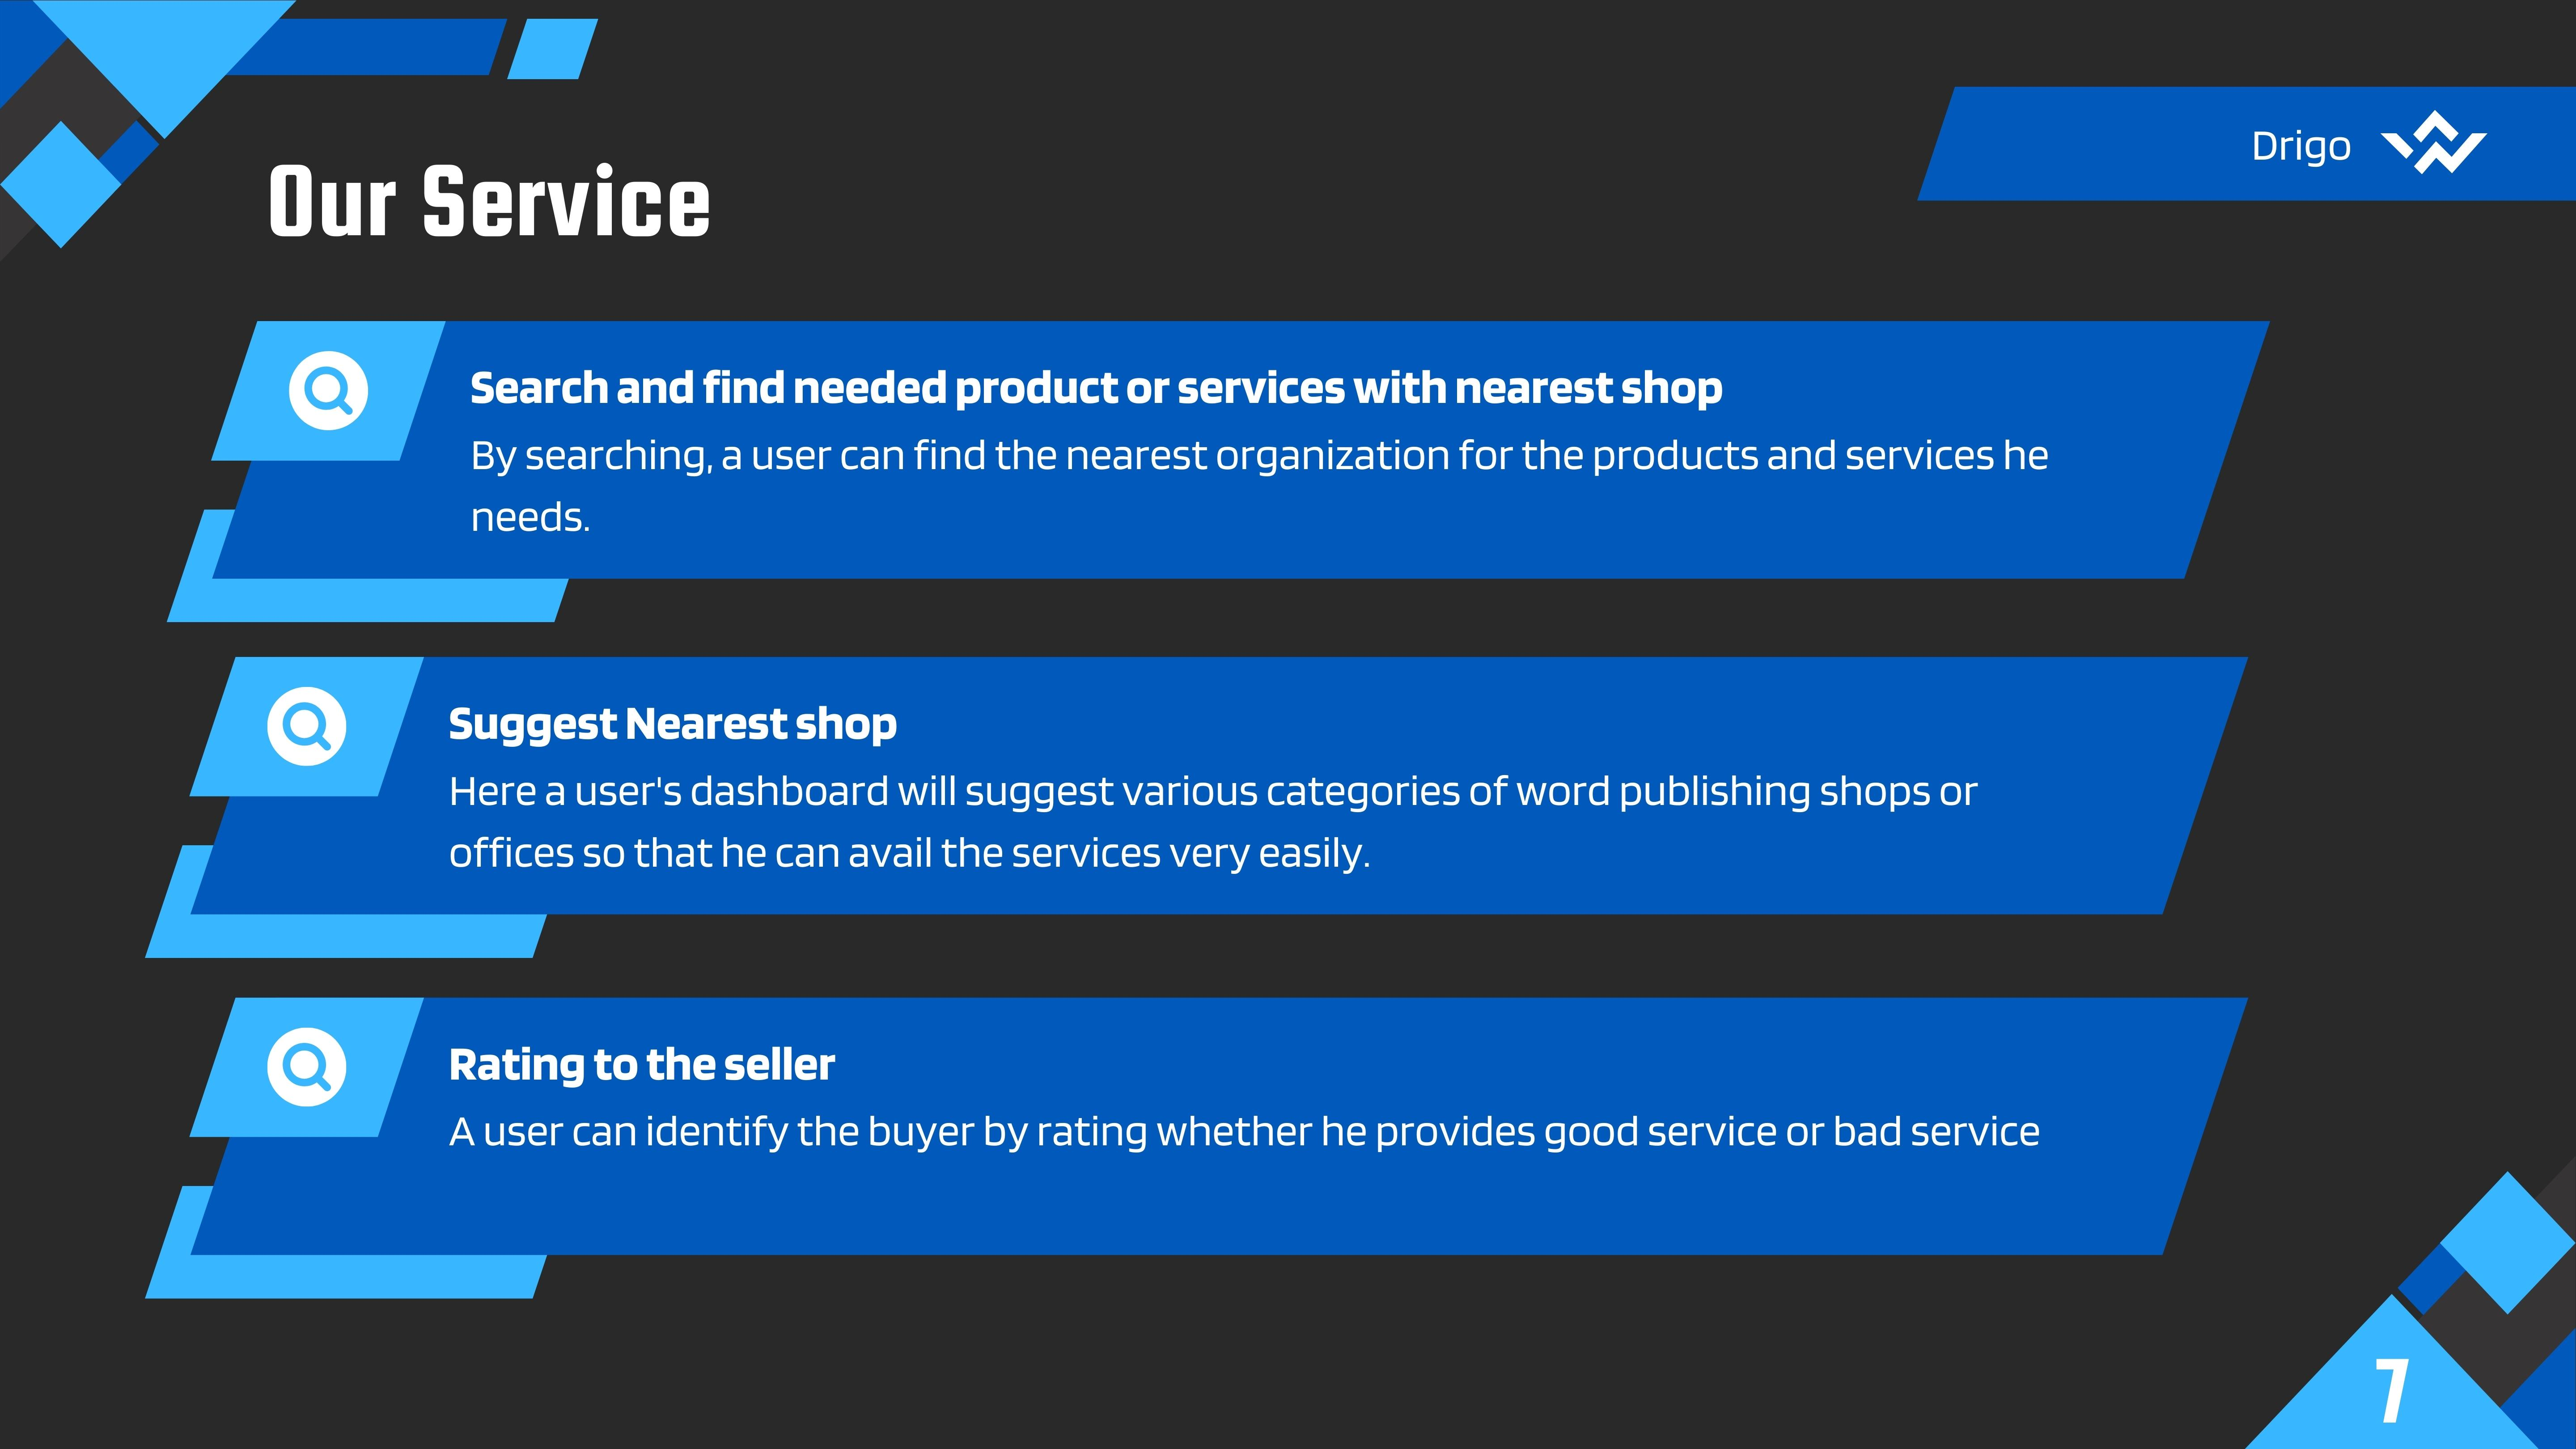 Drigo
Our Service
Search and find needed product or services with nearest shop
By searching, a user can find the nearest organization for the products and services he
needs.
Suggest Nearest shop
Here a user's dashboard will suggest various categories of word publishing shops or
offices so that he can avail the services very easily.
Rating to the seller
A user can identify the buyer by rating whether he provides good service or bad service
7